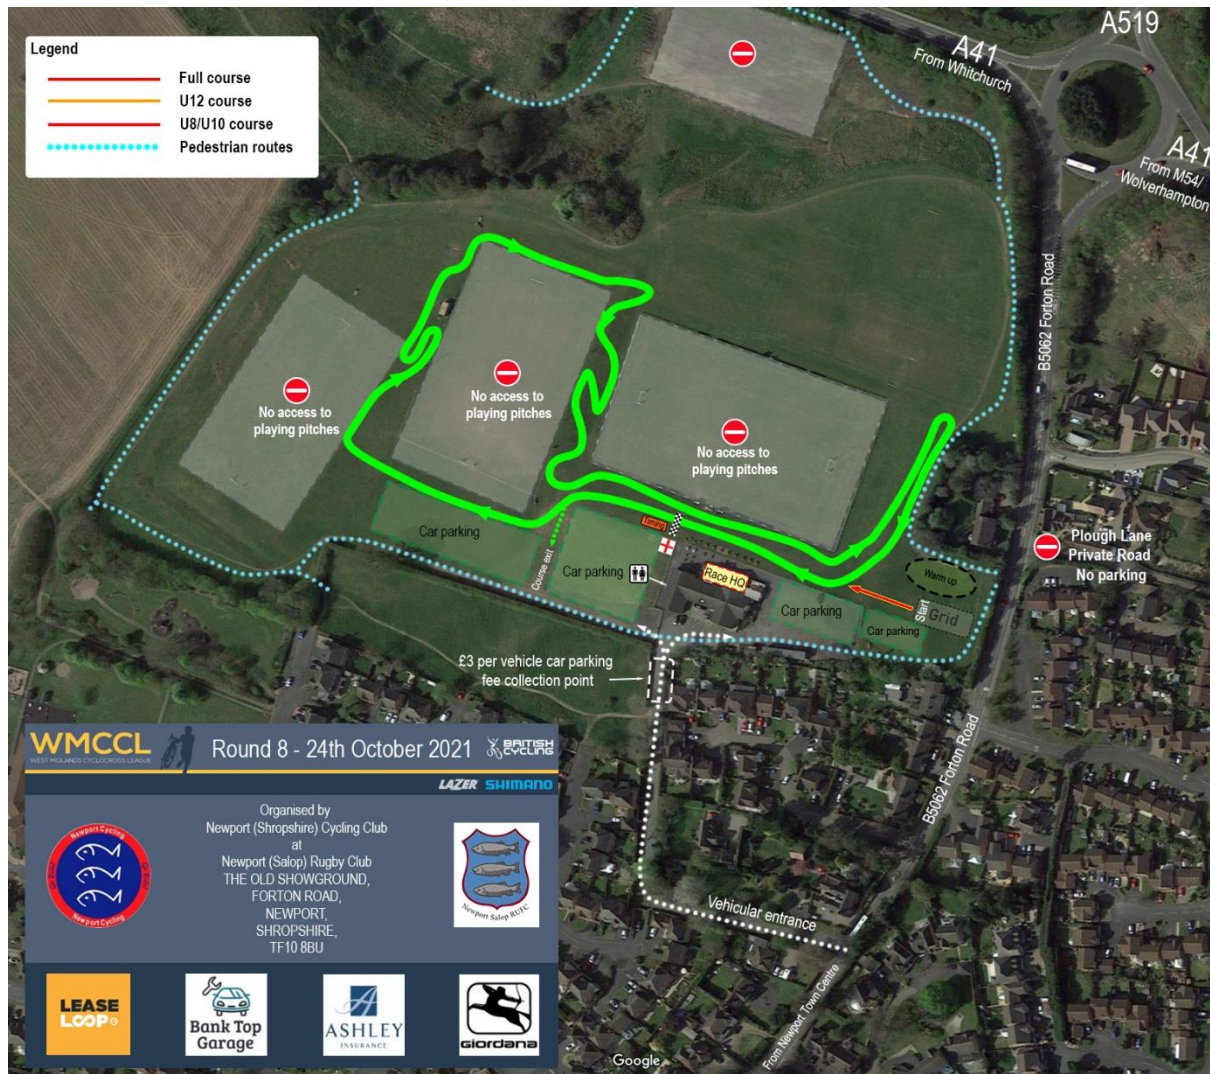 Legend
Full course
U12 course
U8/U10 course
Pedestrian routes
A519
A41
From Whitchurch
A41
From M54/
Wolverhampton
B5062 Forton Road
No access to
playing pitches
No access to
playing pitches
No access to
playing pitches
Plough Lane
Private Road
No parking
Timing
Car parking
Course exit
Car parking
Race HQ
Warm up
Car parking
Start
Grid
Car parking
£3 per vehicle car parking
fee collection point
B5062 Forton Road
Vehicular entrance
From Newport Town Centre
WMCCL
WEST MIDLANDS CYCLOCROSS LEAGUE
Round 8 - 24th October 2021
BRITISH
CYCLING
LAZER SHIMANO
Organised by
Newport (Shropshire) Cycling Club
at
Newport (Salop) Rugby Club
THE OLD SHOWGROUND,
FORTON ROAD,
NEWPORT,
SHROPSHIRE,
TF10 8BU
Newport Cycling
Newport Cycling
Newport Salop RUFC
LEASE
LOOP
Bank Top
Garage
ASHLEY
INSURANCE
GIORDANA
Google